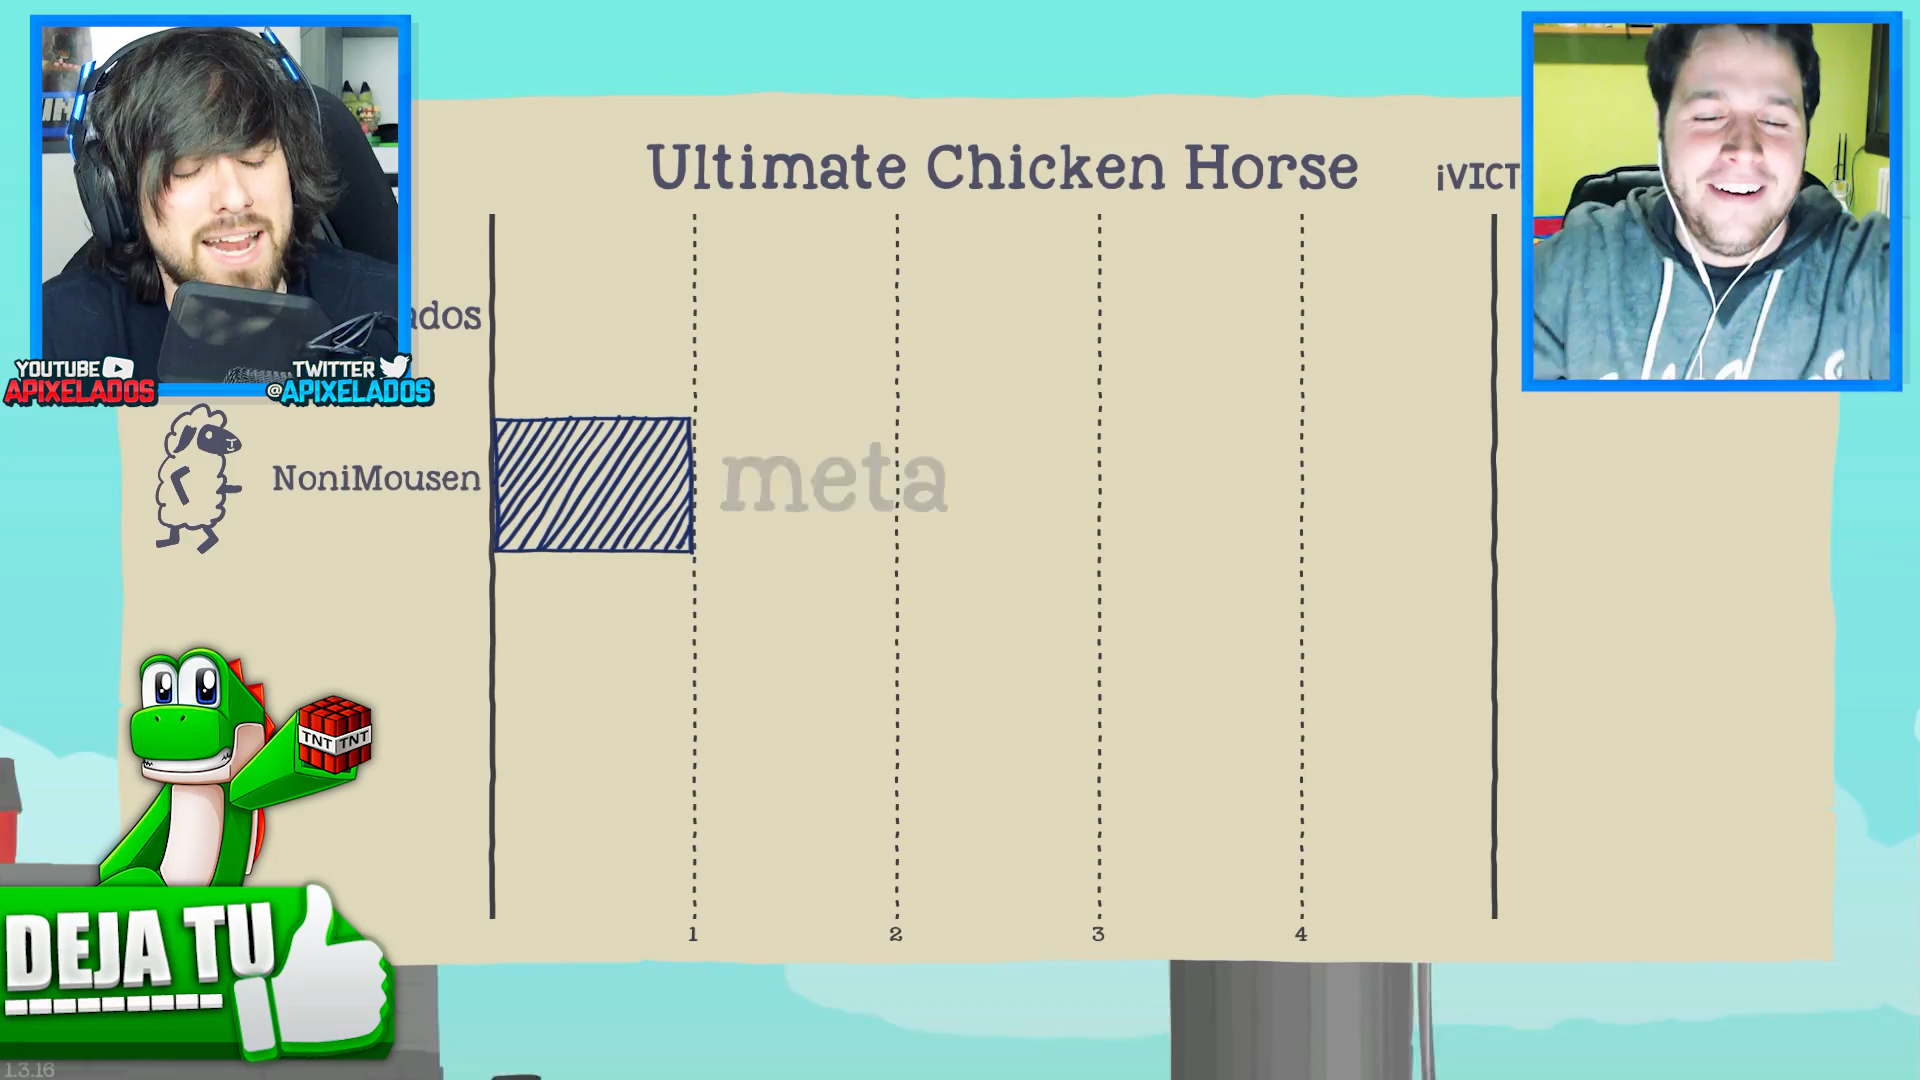 Ultimate Chicken Horse
¡VICT
ados
YOUTUBE
APIXELADOS
TWITTER
@APIXELADOS
NoniMousen
meta
TNT TNT
DEJA TU
1 2 3 4
1.3.16